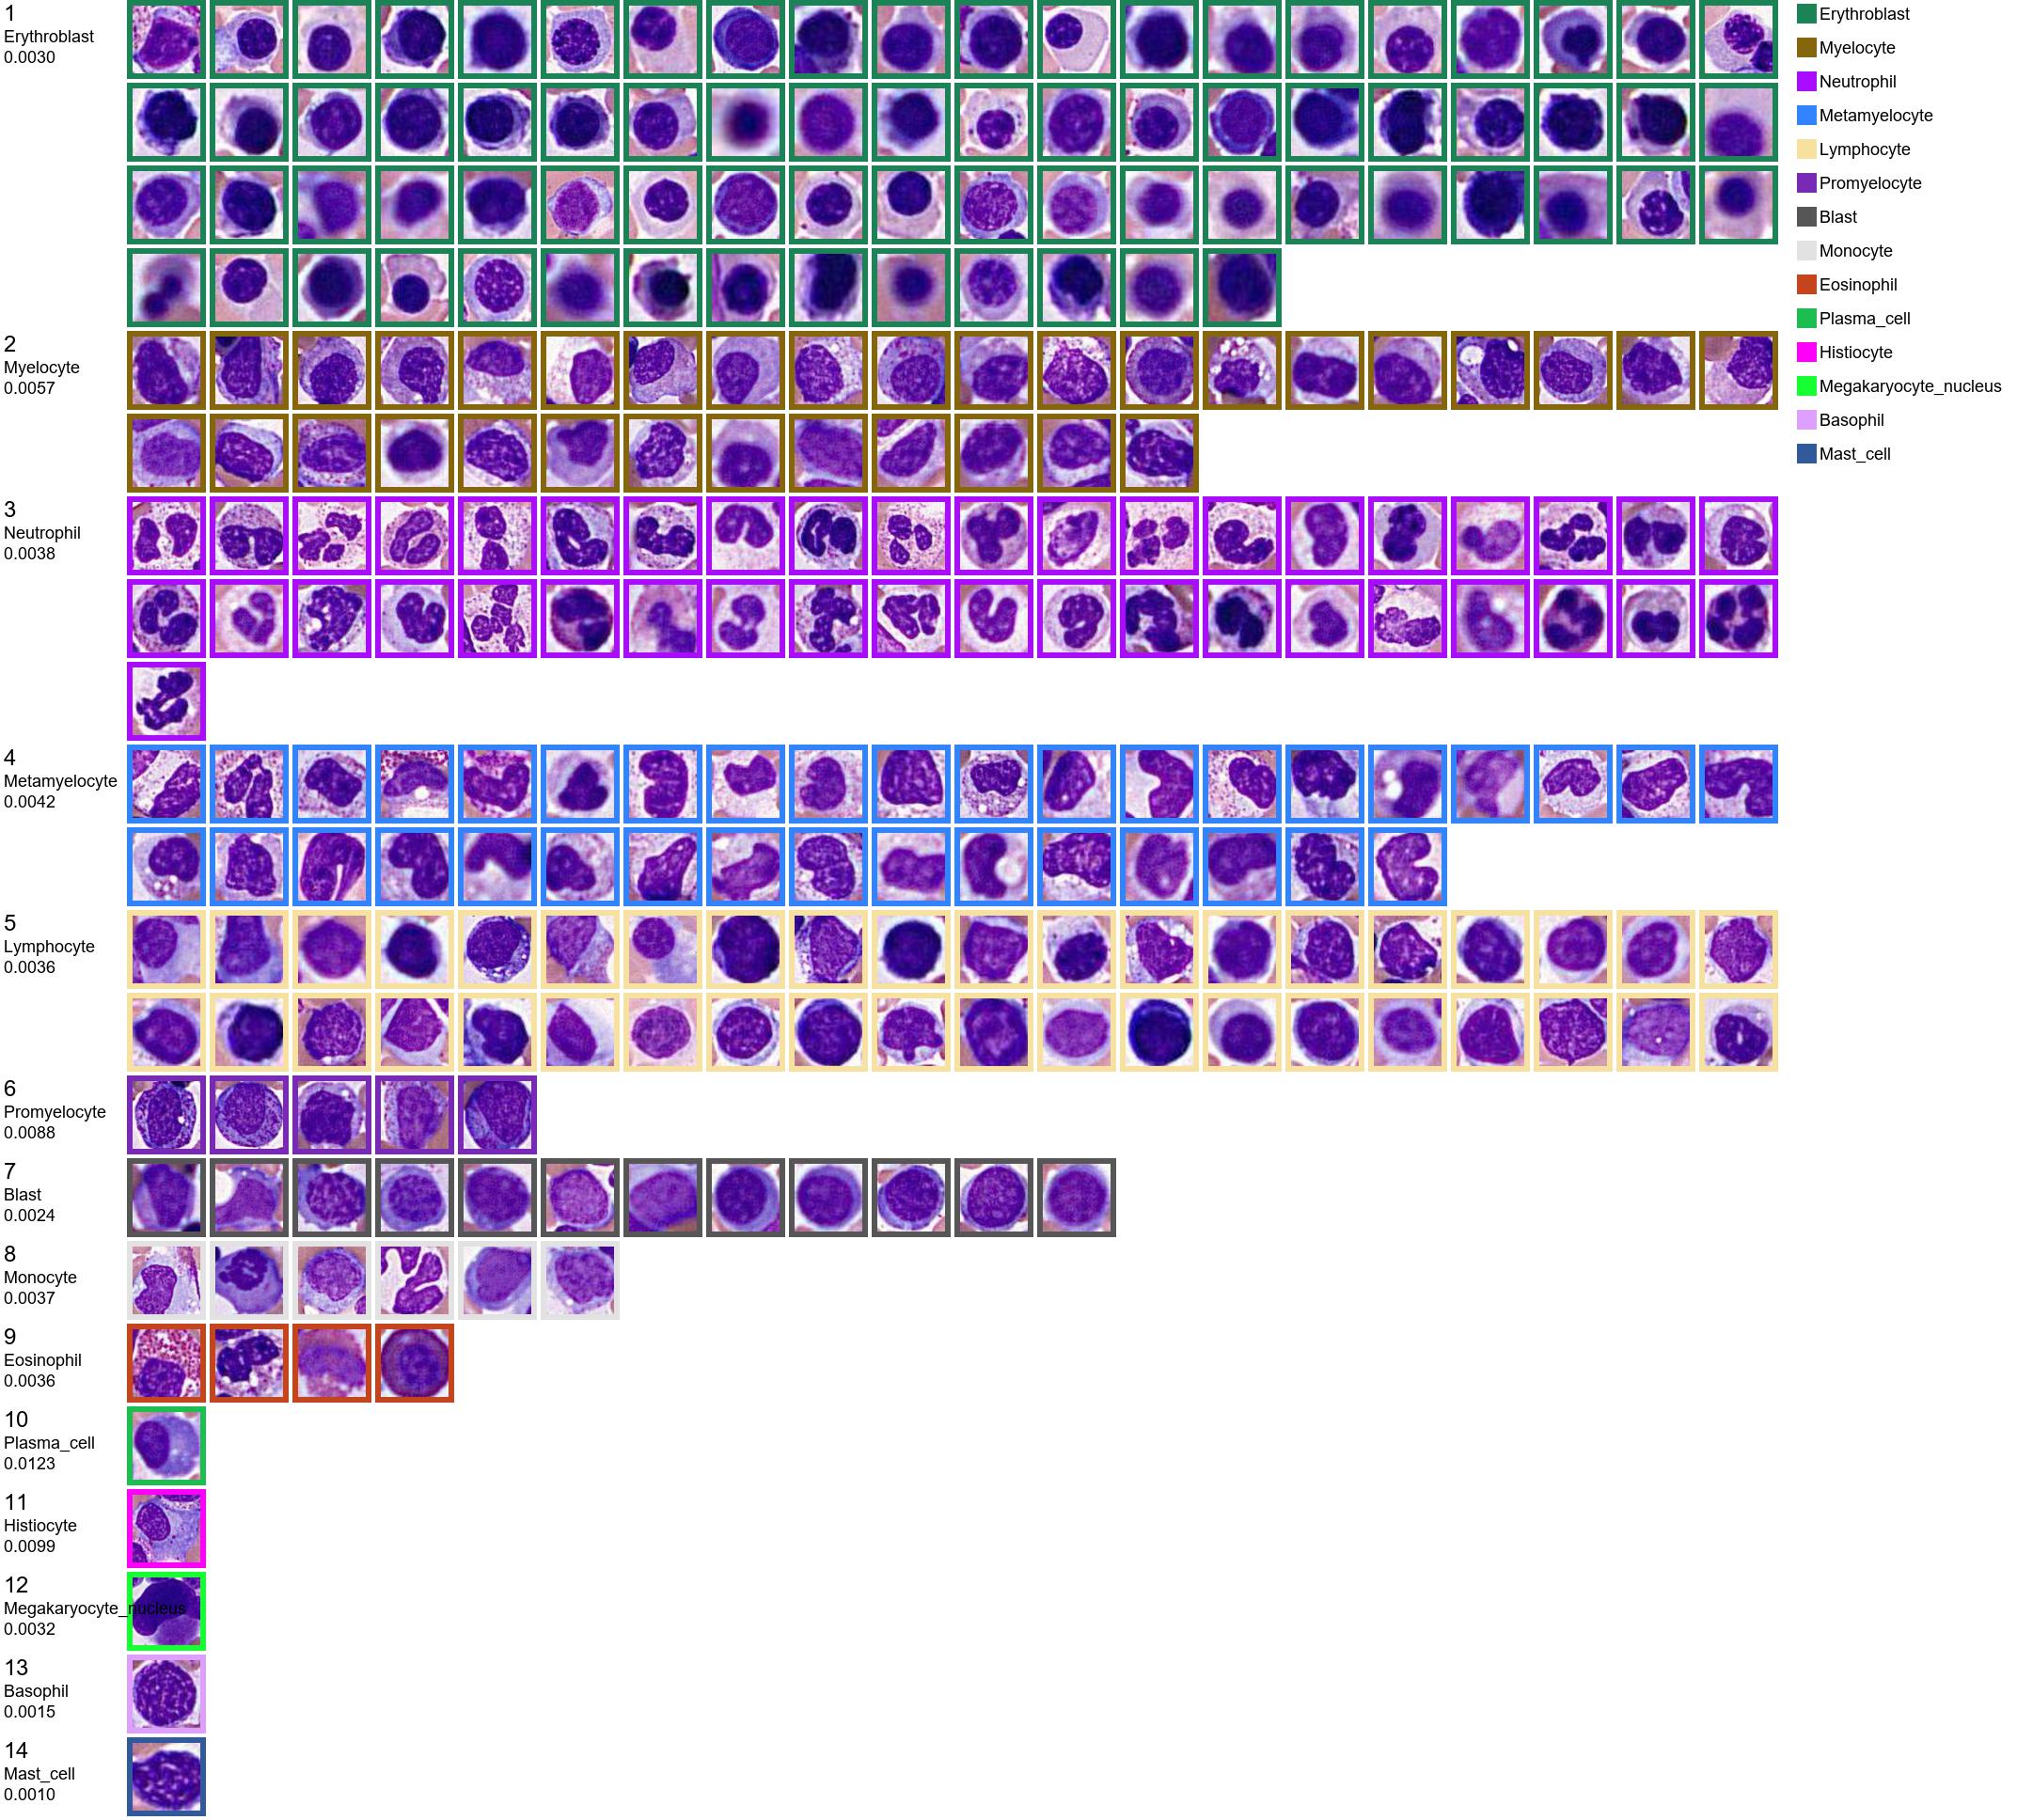 1
Erythroblast
0.0030
2
Myelocyte
0.0057
3
Neutrophil
0.0038
4
Metamyelocyte
0.0042
5
Lymphocyte
0.0036
6
Promyelocyte
0.0088
7
Blast
0.0024
8
Monocyte
0.0037
9
Eosinophil
0.0036
10
Plasma_cell
0.0123
11
Histiocyte
0.0099
12
Megakaryocyte_nucleus
0.0032
13
Basophil
0.0015
14
Mast_cell
0.0010
Erythroblast
Myelocyte
Neutrophil
Metamyelocyte
Lymphocyte
Promyelocyte
Blast
Monocyte
Eosinophil
Plasma_cell
Histiocyte
Megakaryocyte_nucleus
Basophil
Mast_cell